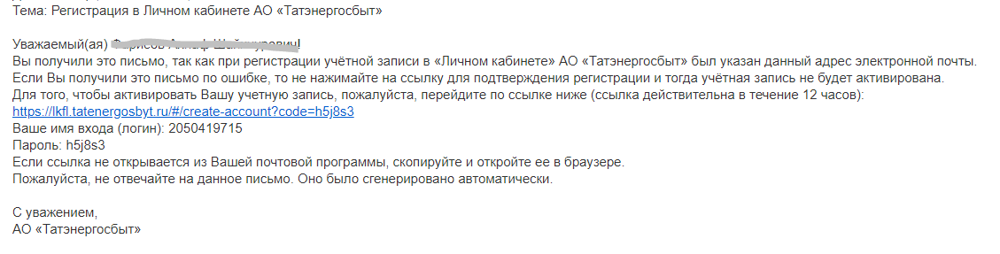 Тема: Регистрация в Личном кабинете АО «Татэнергосбыт»
Уважаемый(ая) !
Вы получили это письмо, так как при регистрации учётной записи в «Личном кабинете» АО «Татэнергосбыт» был указан данный адрес электронной почты.
Если Вы получили это письмо по ошибке, то не нажимайте на ссылку для подтверждения регистрации и тогда учётная запись не будет активирована.
Для того, чтобы активировать Вашу учетную запись, пожалуйста, перейдите по ссылке ниже (ссылка действительна в течение 12 часов):
https://lkfl.tatenergosbyt.ru/#/create-account?code=h5j8s3
Ваше имя входа (логин): 2050419715
Пароль: h5j8s3
Если ссылка не открывается из Вашей почтовой программы, скопируйте и откройте ее в браузере.
Пожалуйста, не отвечайте на данное письмо. Оно было сгенерировано автоматически.
С уважением,
АО «Татэнергосбыт»